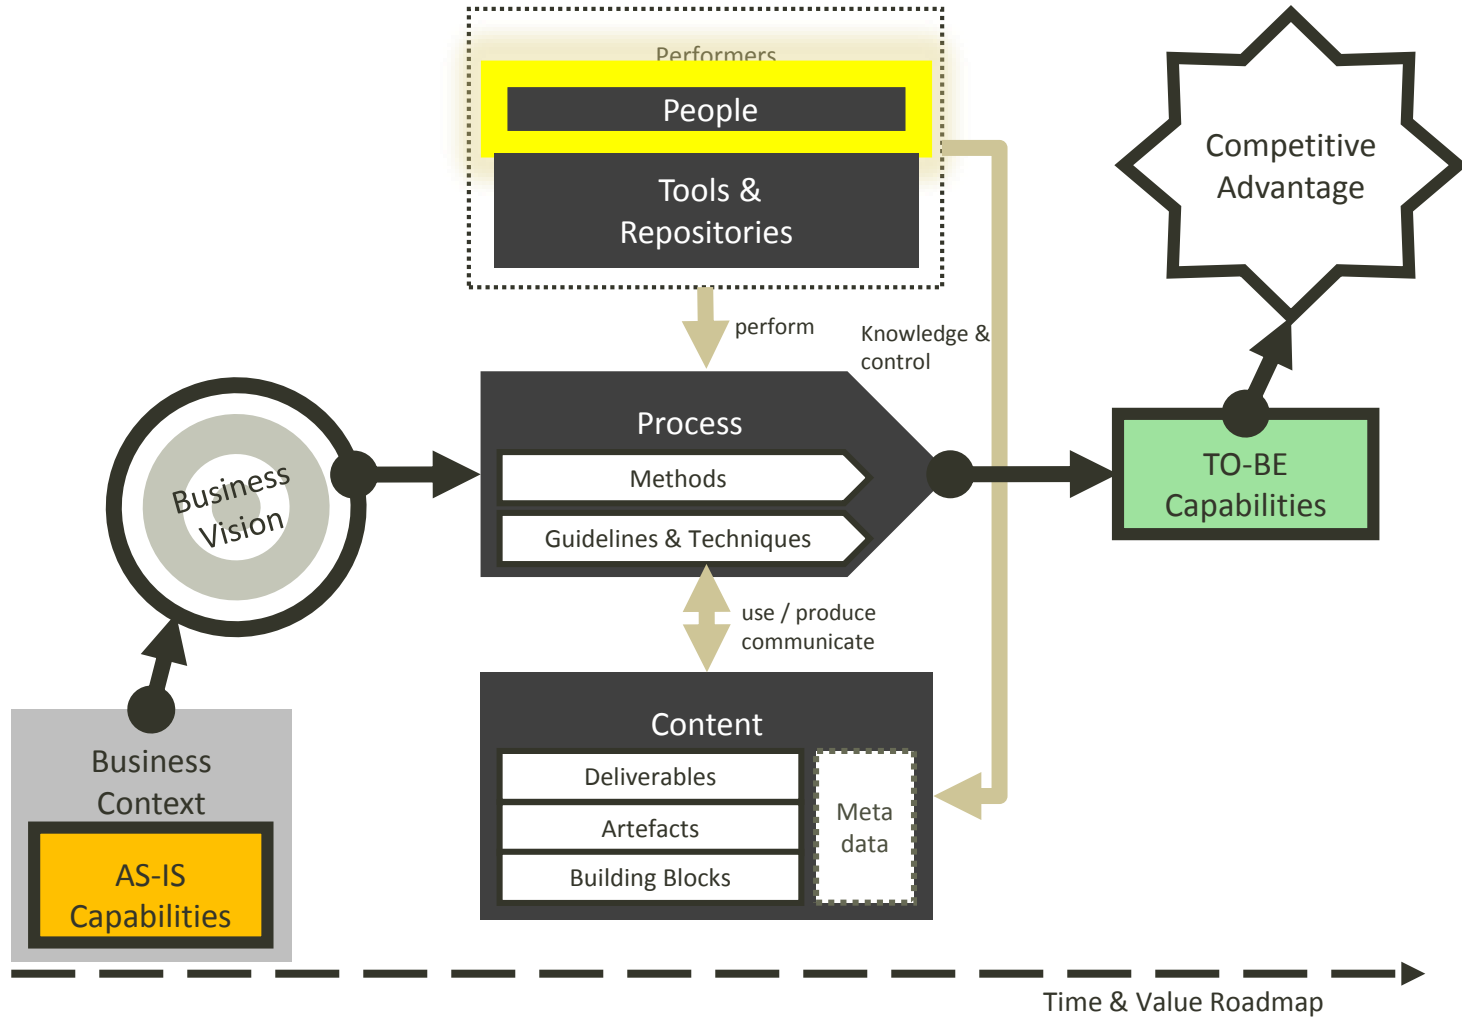 Performers
People
Tools &
Repositories
Competitive
Advantage
perform
Knowledge &
control
Process
Methods
Guidelines & Techniques
Business
Vision
TO-BE
Capabilities
use / produce
communicate
Content
Deliverables
Artefacts
Building Blocks
Meta
data
Business
Context
AS-IS
Capabilities
Time & Value Roadmap